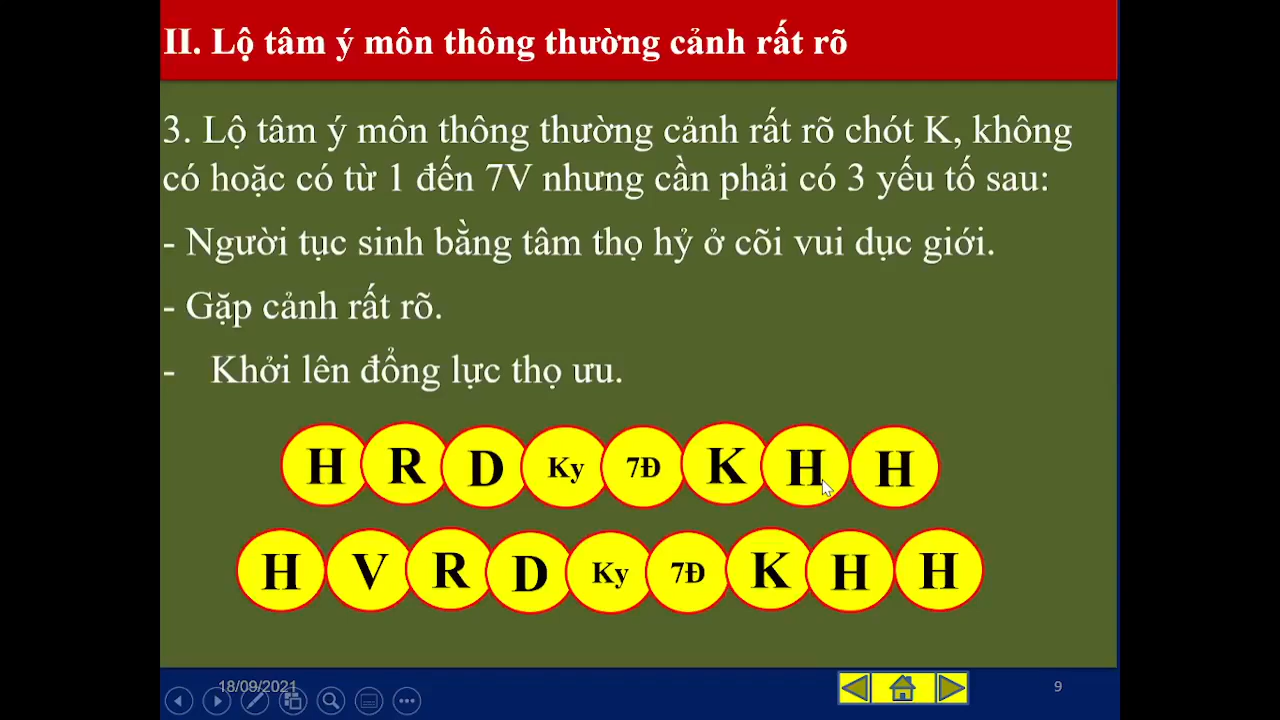 II. Lộ tâm ý môn thông thường cảnh rất rõ
3. Lộ tâm ý môn thông thường cảnh rất rõ chót K, không
có hoặc có từ 1 đến 7V nhưng cần phải có 3 yếu tố sau:
- Người tục sinh bằng tâm thọ hỷ ở cõi vui dục giới.
- Gặp cảnh rất rõ.
- Khởi lên đổng lực thọ ưu.
H R D Ky 7Đ K H H
H V R D Ky 7Đ K H H
18/09/2021 9